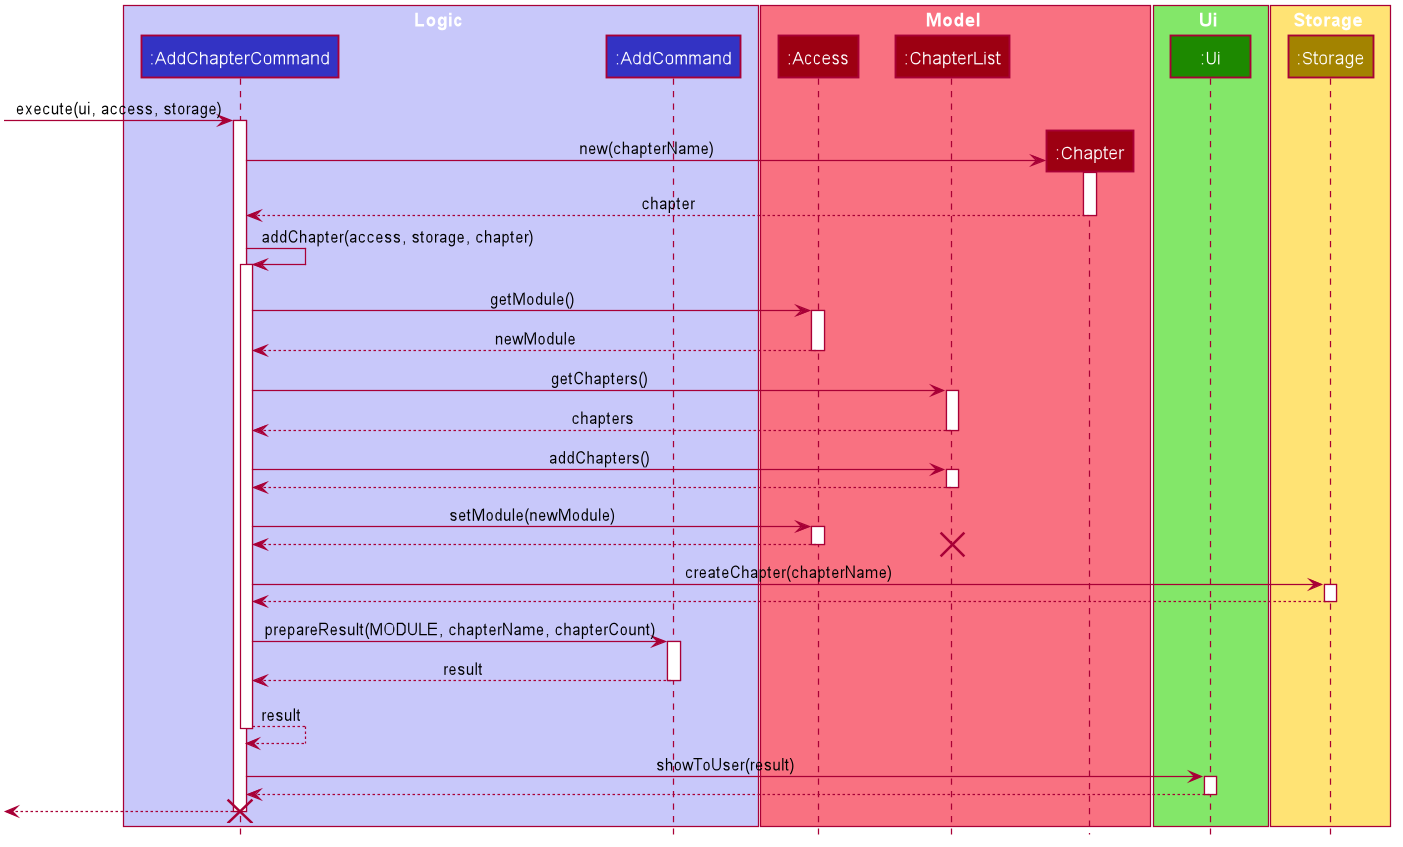 Logic
Model
Ui
Storage
:AddChapterCommand
:AddCommand
:Access
:ChapterList
:Ui
:Storage
execute(ui, access, storage)
new(chapterName)
:Chapter
chapter
addChapter(access, storage, chapter)
getModule()
newModule
getChapters()
chapters
addChapters()
setModule(newModule)
createChapter(chapterName)
prepareResult(MODULE, chapterName, chapterCount)
result
result
showToUser(result)